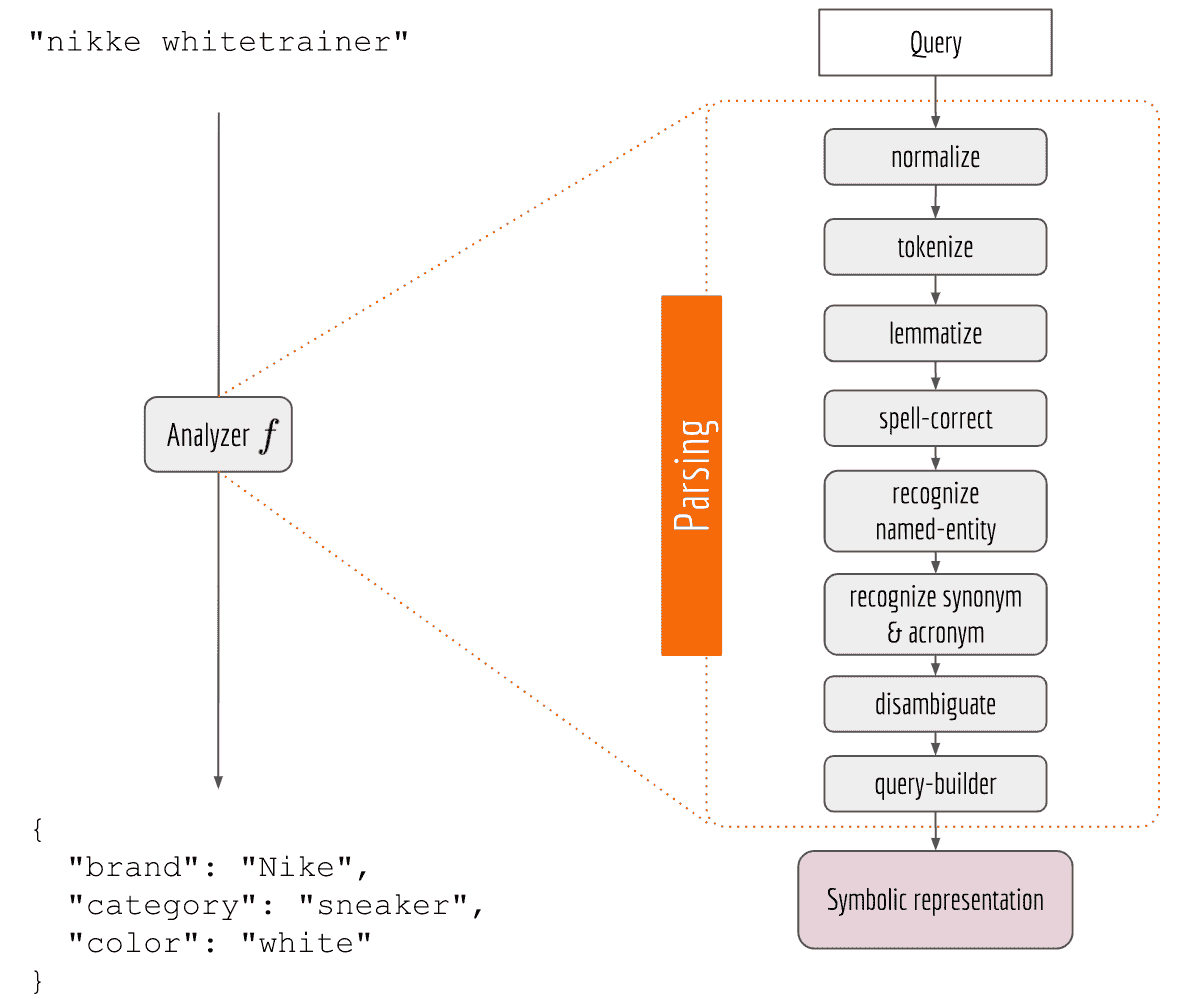 "nikke whitetrainer"
Analyzer f
{
"brand": "Nike",
"category": "sneaker",
"color": "white"
}
Parsing
Query
normalize
tokenize
lemmatize
spell-correct
recognize
named-entity
recognize synonym
& acronym
disambiguate
query-builder
Symbolic representation